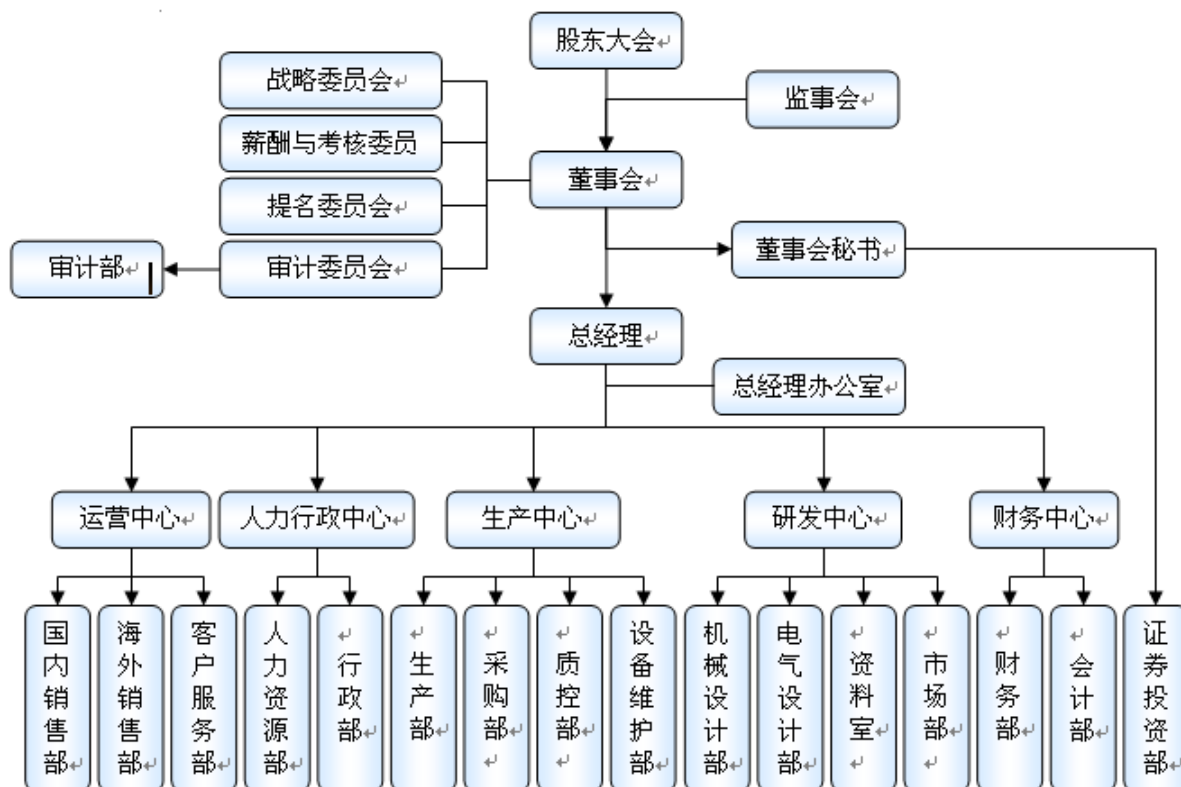 股东大会
战略委员会
监事会
薪酬与考核委员
董事会
提名委员会
董事会秘书
审计部
审计委员会
总经理
总经理办公室
运营中心
人力行政中心
生产中心
研发中心
财务中心
国内销售部
海外销售部
客户服务部
人力资源部
行政部
生产部
采购部
质控部
设备维护部
机械设计部
电气设计部
资料室
市场部
财务部
会计部
证券投资部